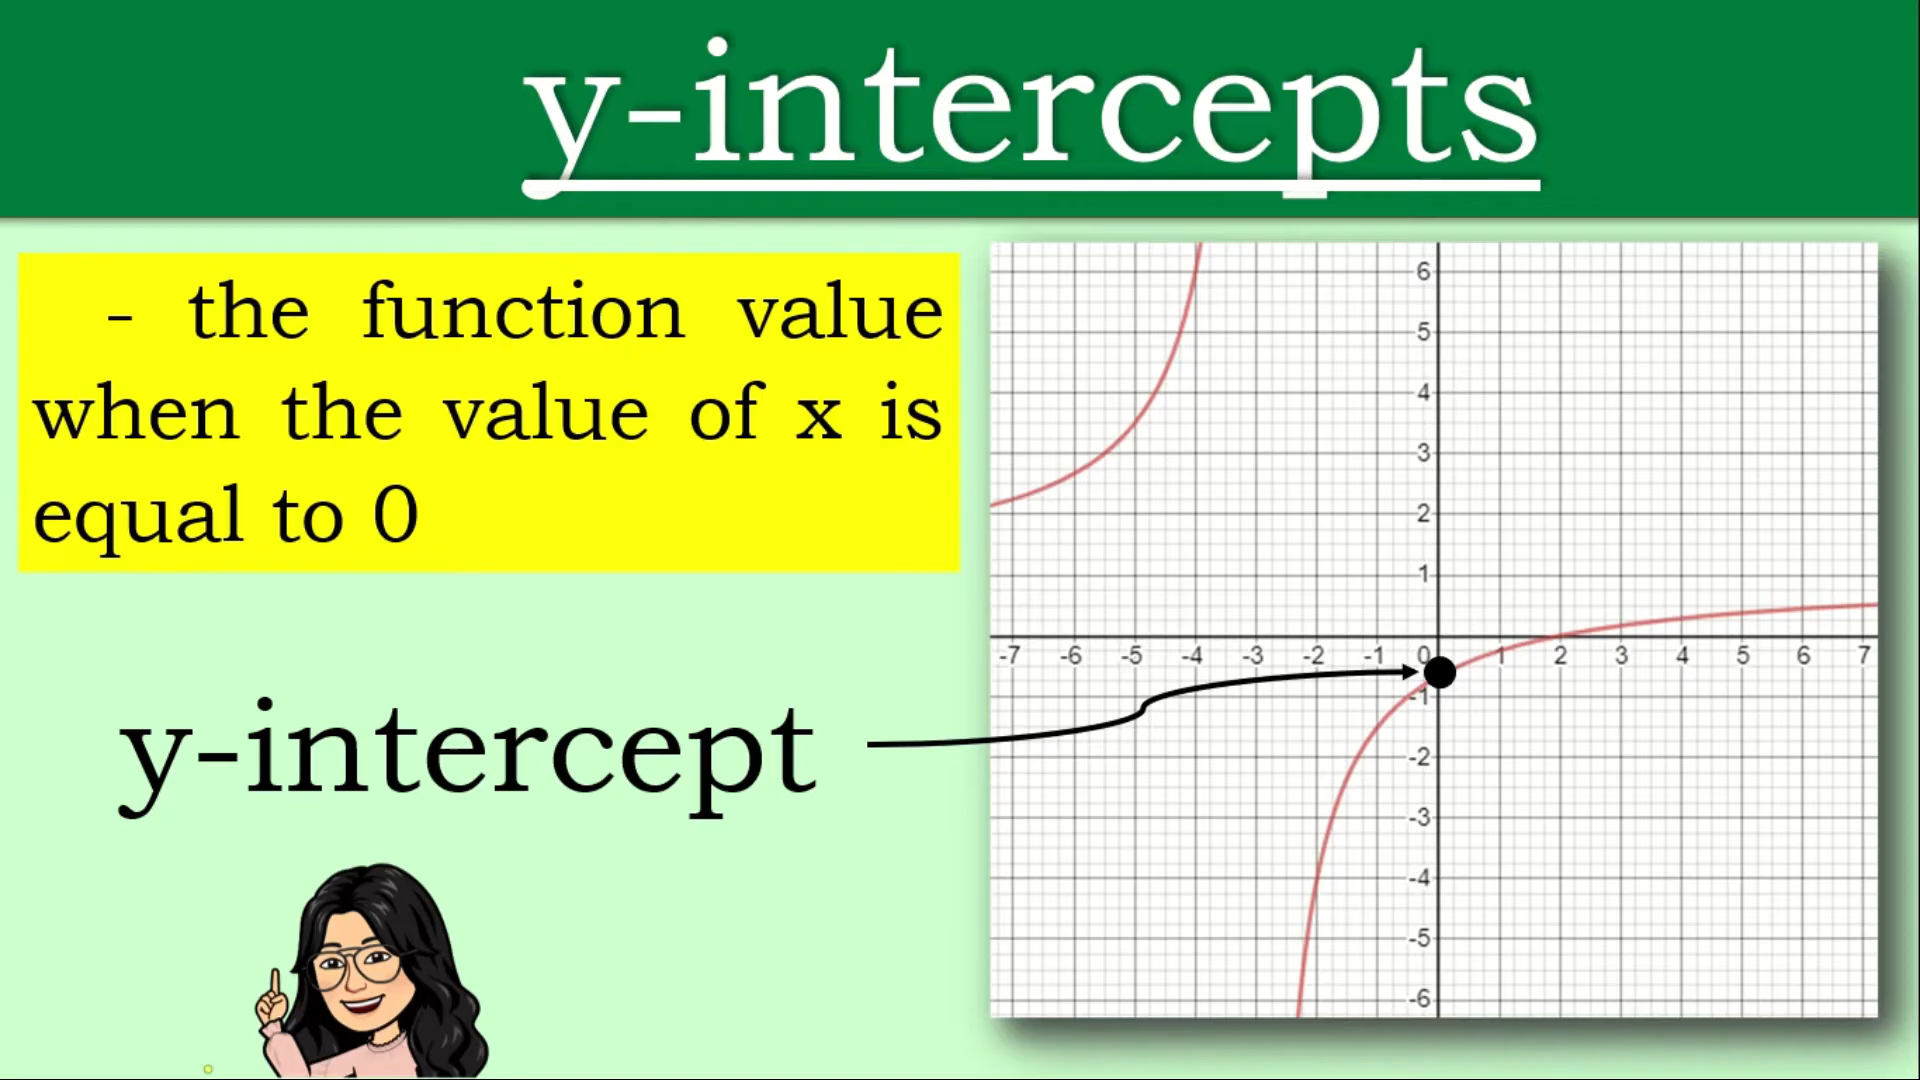 y-intercepts
- the function value
when the value of x is
equal to 0
y-intercept
6
5
4
3
2
1
-7 -6 -5 -4 -3 -2 -1 0 1 2 3 4 5 6 7
-1
-2
-3
-4
-5
-6